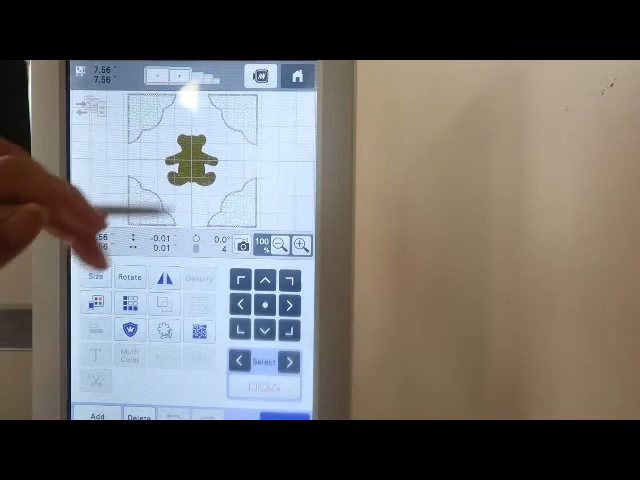 7.56 "
7.56 "
-0.01 0.0°
0.01 4
100 %
Size Rotate Density
T Multi Color
Select
Add Delete